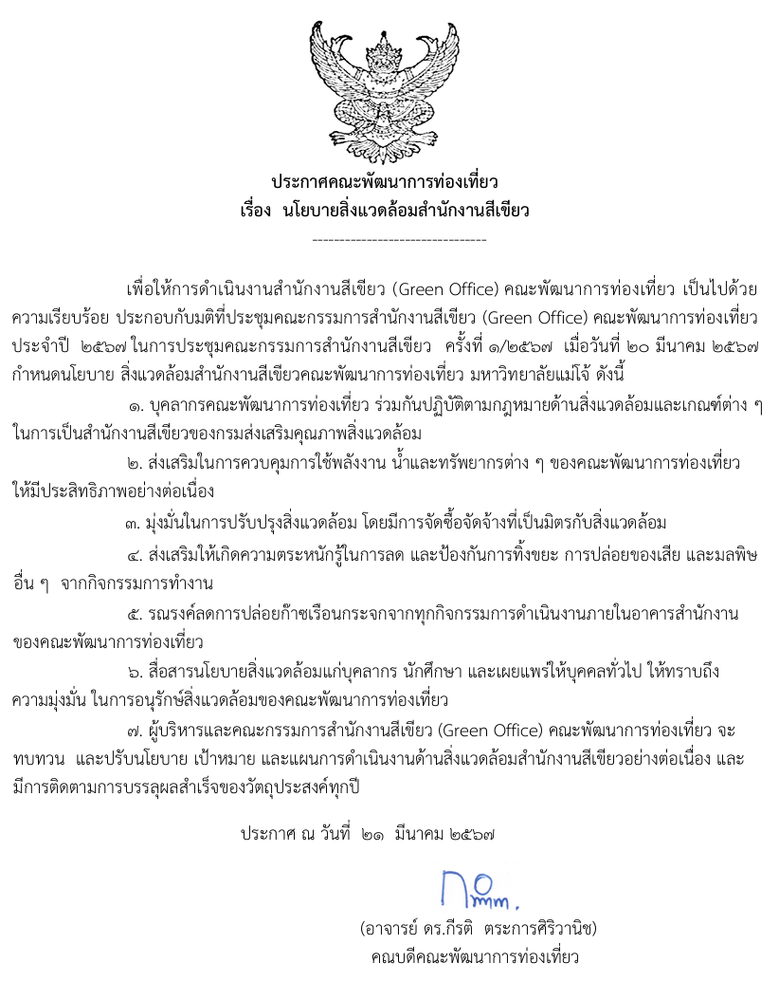 ประกาศคณะพัฒนาการท่องเที่ยว
เรื่อง นโยบายสิ่งแวดล้อมสำนักงานสีเขียว
--------------------------------
เพื่อให้การดำเนินงานสำนักงานสีเขียว (Green Office) คณะพัฒนาการท่องเที่ยว เป็นไปด้วย
ความเรียบร้อย ประกอบกับมติที่ประชุมคณะกรรมการสำนักงานสีเขียว (Green Office) คณะพัฒนาการท่องเที่ยว
ประจำปี ๒๕๖๗ ในการประชุมคณะกรรมการสำนักงานสีเขียว ครั้งที่ ๑/๒๕๖๗ เมื่อวันที่ ๒๐ มีนาคม ๒๕๖๗
กำหนดนโยบาย สิ่งแวดล้อมสำนักงานสีเขียวคณะพัฒนาการท่องเที่ยว มหาวิทยาลัยแม่โจ้ ดังนี้
๑. บุคลากรคณะพัฒนาการท่องเที่ยว ร่วมกันปฏิบัติตามกฎหมายด้านสิ่งแวดล้อมและเกณฑ์ต่าง ๆ
ในการเป็นสำนักงานสีเขียวของกรมส่งเสริมคุณภาพสิ่งแวดล้อม
๒. ส่งเสริมในการควบคุมการใช้พลังงาน น้ำและทรัพยากรต่าง ๆ ของคณะพัฒนาการท่องเที่ยว
ให้มีประสิทธิภาพอย่างต่อเนื่อง
๓. มุ่งมั่นในการปรับปรุงสิ่งแวดล้อม โดยมีการจัดซื้อจัดจ้างที่เป็นมิตรกับสิ่งแวดล้อม
๔. ส่งเสริมให้เกิดความตระหนักรู้ในการลด และป้องกันการทิ้งขยะ การปล่อยของเสีย และมลพิษ
อื่น ๆ จากกิจกรรมการทำงาน
๕. รณรงค์ลดการปล่อยก๊าซเรือนกระจกจากทุกกิจกรรมการดำเนินงานภายในอาคารสำนักงาน
ของคณะพัฒนาการท่องเที่ยว
๖. สื่อสารนโยบายสิ่งแวดล้อมแก่บุคลากร นักศึกษา และเผยแพร่ให้บุคคลทั่วไป ให้ทราบถึง
ความมุ่งมั่น ในการอนุรักษ์สิ่งแวดล้อมของคณะพัฒนาการท่องเที่ยว
๗. ผู้บริหารและคณะกรรมการสำนักงานสีเขียว (Green Office) คณะพัฒนาการท่องเที่ยว จะ
ทบทวน และปรับนโยบาย เป้าหมาย และแผนการดำเนินงานด้านสิ่งแวดล้อมสำนักงานสีเขียวอย่างต่อเนื่อง และ
มีการติดตามการบรรลุผลสำเร็จของวัตถุประสงค์ทุกปี
ประกาศ ณ วันที่ ๒๑ มีนาคม ๒๕๖๗
(อาจารย์ ดร.กีรติ ตระการศิริวานิช)
คณบดีคณะพัฒนาการท่องเที่ยว